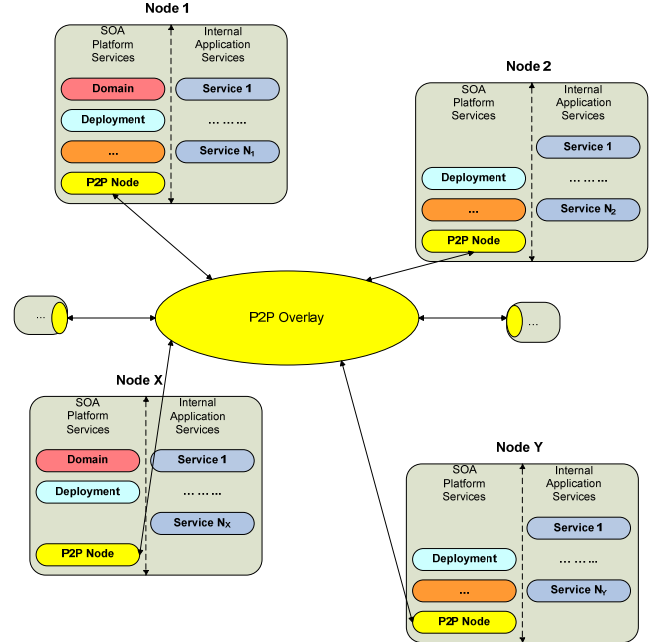 Node 1
SOA Platform Services
Internal Application Services
Domain
Service 1
Deployment
... ... ...
...
Service N1
P2P Node
Node 2
SOA Platform Services
Internal Application Services
Service 1
Deployment
... ... ...
...
Service N2
P2P Node
P2P Overlay
...
...
Node X
SOA Platform Services
Internal Application Services
Domain
Service 1
Deployment
... ... ...
Service NX
P2P Node
Node Y
SOA Platform Services
Internal Application Services
Service 1
Deployment
... ... ...
...
Service NY
P2P Node